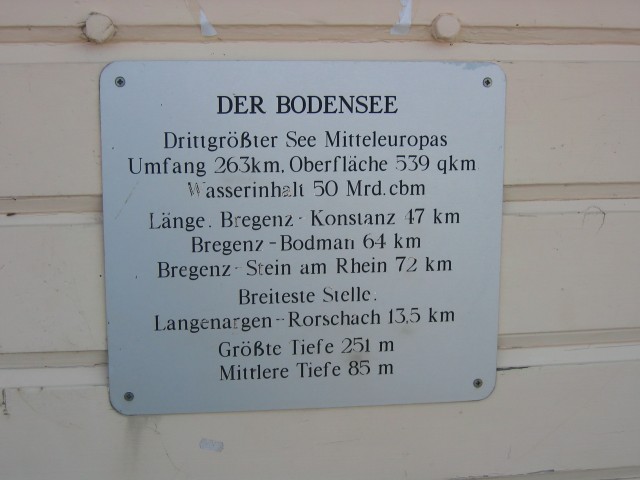 DER BODENSEE
Drittgrößter See Mitteleuropas
Umfang 263km, Oberfläche 539 qkm
Wasserinhalt 50 Mrd. cbm
Länge. Bregenz - Konstanz 47 km
Bregenz - Bodman 64 km
Bregenz - Stein am Rhein 72 km
Breiteste Stelle.
Langenargen - Rorschach 13,5 km
Größte Tiefe 251 m
Mittlere Tiefe 85 m